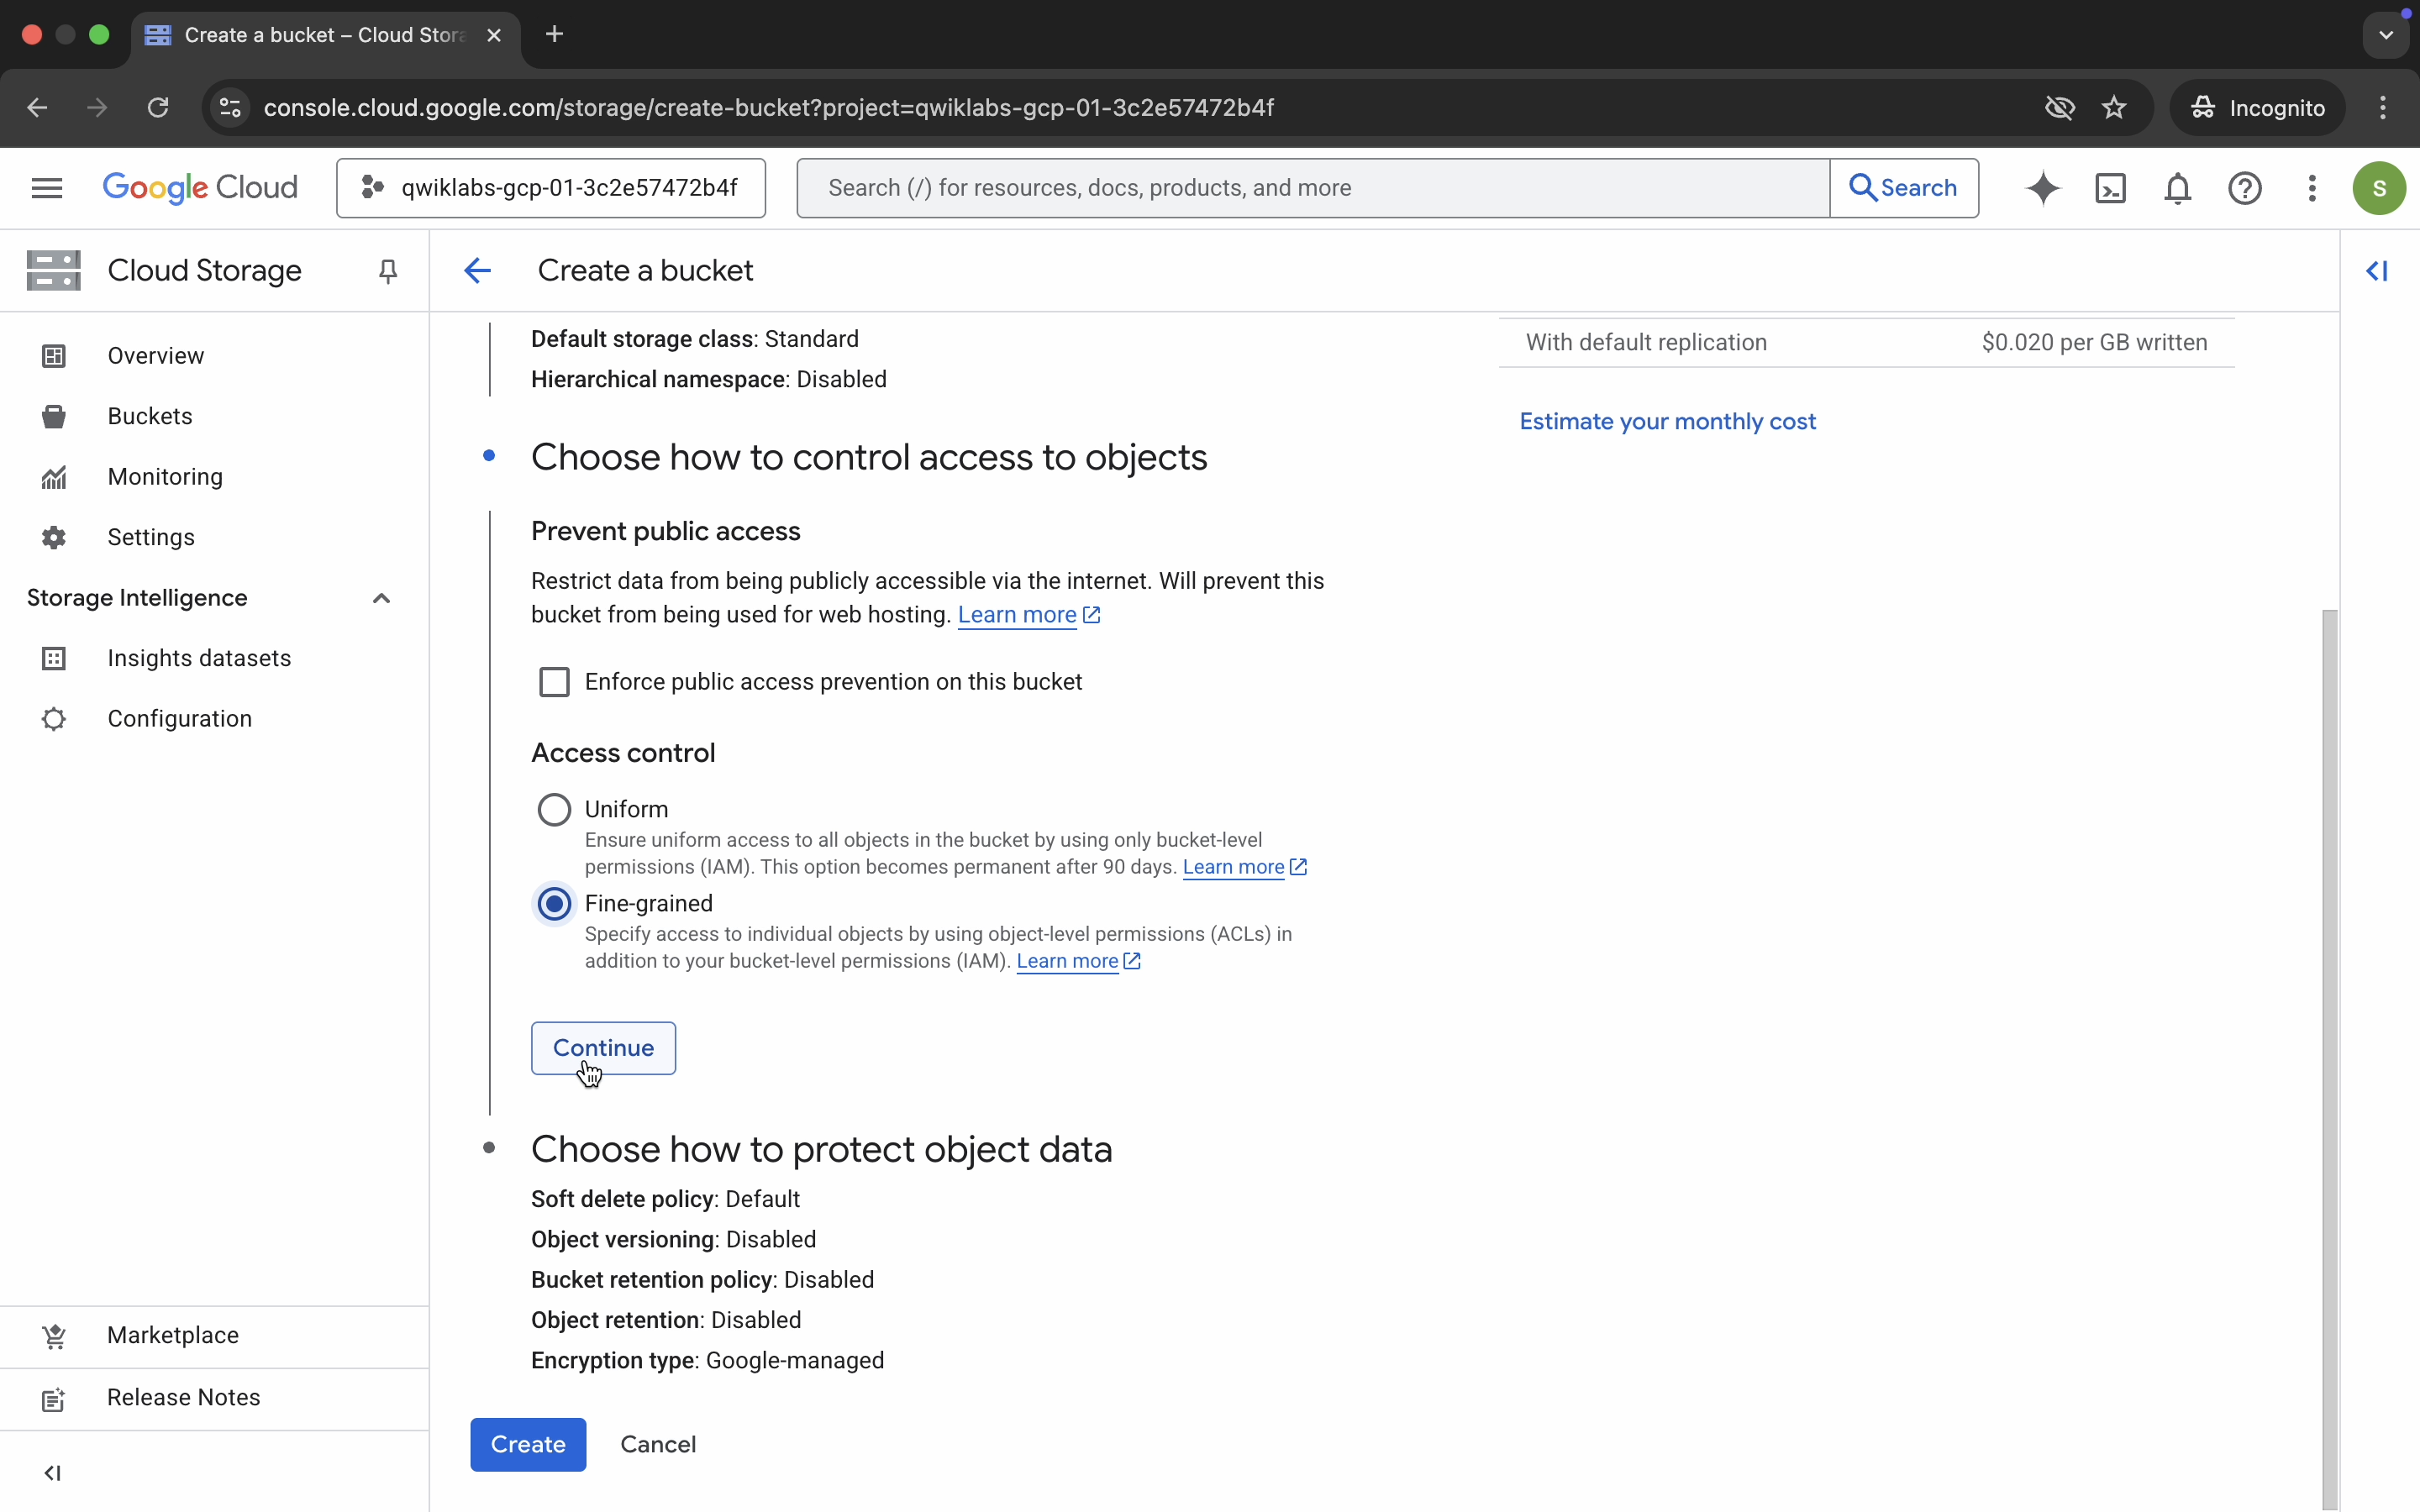 Create a bucket – Cloud Stora
console.cloud.google.com/storage/create-bucket?project=qwiklabs-gcp-01-3c2e57472b4f
Incognito
Google Cloud
qwiklabs-gcp-01-3c2e57472b4f
Search (/) for resources, docs, products, and more
Search
S
Cloud Storage
Create a bucket
Overview
Buckets
Monitoring
Settings
Storage Intelligence
Insights datasets
Configuration
Marketplace
Release Notes
Default storage class: Standard
Hierarchical namespace: Disabled
With default replication $0.020 per GB written
Estimate your monthly cost
Choose how to control access to objects
Prevent public access
Restrict data from being publicly accessible via the internet. Will prevent this
bucket from being used for web hosting. Learn more
Enforce public access prevention on this bucket
Access control
Uniform
Ensure uniform access to all objects in the bucket by using only bucket-level
permissions (IAM). This option becomes permanent after 90 days. Learn more
Fine-grained
Specify access to individual objects by using object-level permissions (ACLs) in
addition to your bucket-level permissions (IAM). Learn more
Continue
Choose how to protect object data
Soft delete policy: Default
Object versioning: Disabled
Bucket retention policy: Disabled
Object retention: Disabled
Encryption type: Google-managed
Create
Cancel